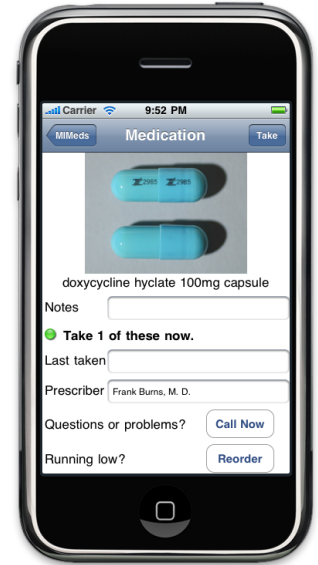 Carrier 9:52 PM
MIMeds Medication Take
Z 2985 Z 2985
doxycycline hyclate 100mg capsule
Notes
Take 1 of these now.
Last taken
Prescriber Frank Burns, M. D.
Questions or problems? Call Now
Running low? Reorder